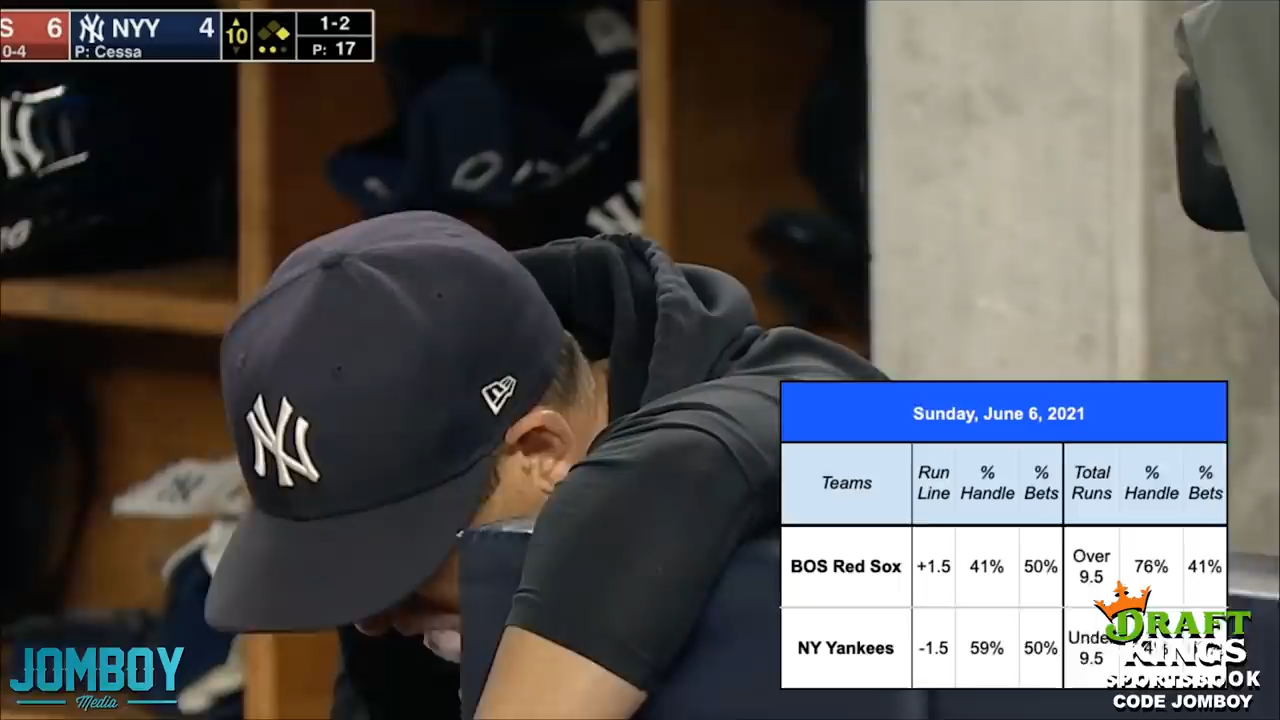 S 6 NY NYY 4 10 1-2
0-4 P: Cessa P: 17
NY
Sunday, June 6, 2021
Teams Run Line % Handle % Bets Total Runs % Handle % Bets
BOS Red Sox +1.5 41% 50% Over 9.5 76% 41%
NY Yankees -1.5 59% 50% Unde 9.5
DRAFT
KINGS
SPORTSBOOK
CODE JOMBOY
JOMBOY
Media